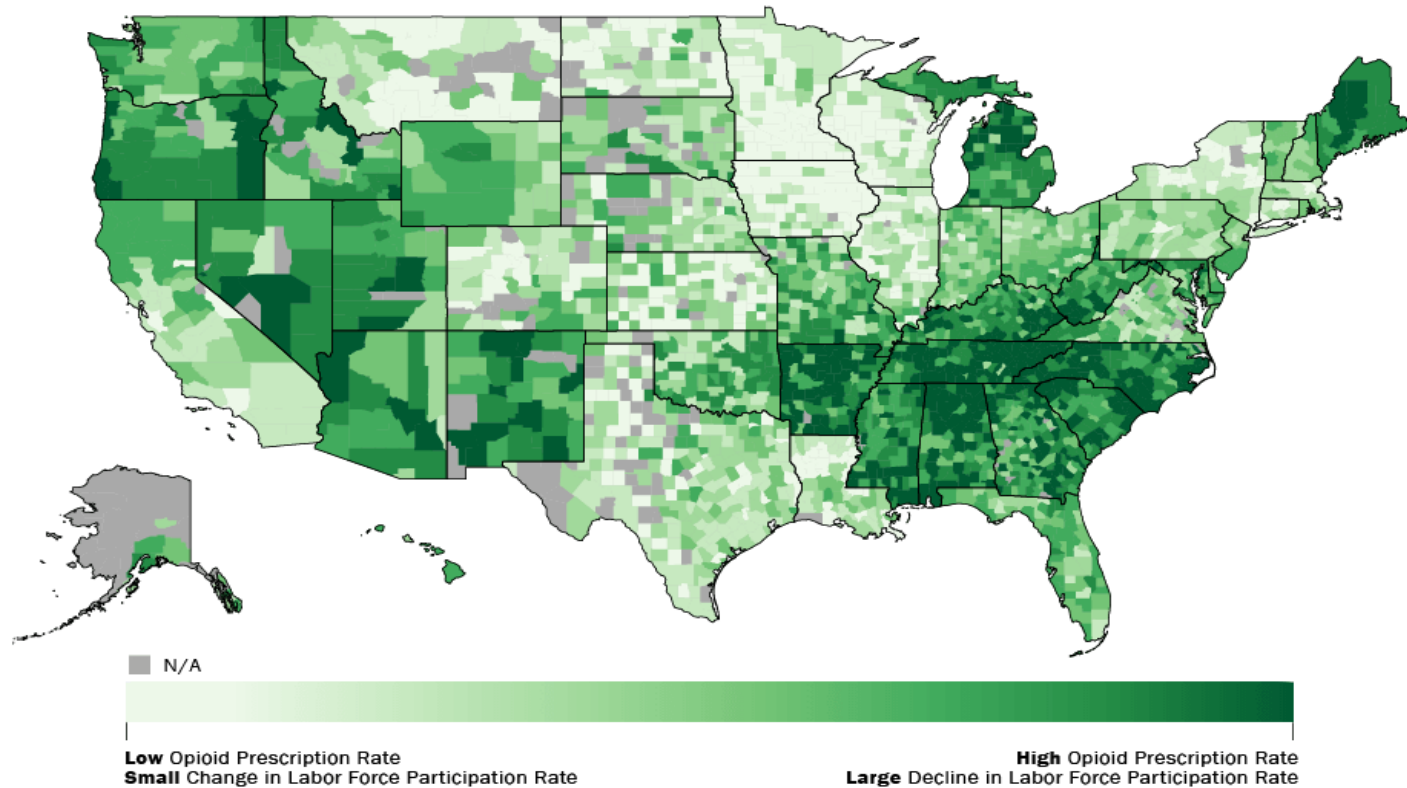 N/A
Low Opioid Prescription Rate
Small Change in Labor Force Participation Rate
High Opioid Prescription Rate
Large Decline in Labor Force Participation Rate